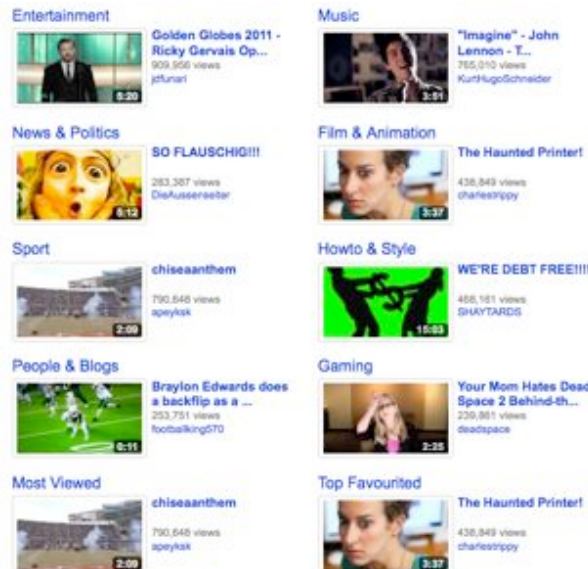 Entertainment
Golden Globes 2011 -
Ricky Gervais Op...
909,956 views
jdfunari
5:20
Music
"Imagine" - John
Lennon - T...
765,010 views
KurtHugoSchneider
3:51
News & Politics
SO FLAUSCHIG!!!
283,387 views
DieAussenseiter
5:12
Film & Animation
The Haunted Printer!
438,849 views
charlestrippy
3:37
Sport
chiseaanthem
790,648 views
apeyksk
2:09
Howto & Style
WE'RE DEBT FREE!!!!
468,161 views
SHAYTARDS
15:03
People & Blogs
Braylon Edwards does
a backflip as a ...
253,751 views
footballking570
0:11
Gaming
Your Mom Hates Dead
Space 2 Behind-th...
239,881 views
deadspace
2:25
Most Viewed
chiseaanthem
790,648 views
apeyksk
2:09
Top Favourited
The Haunted Printer!
438,849 views
charlestrippy
3:37